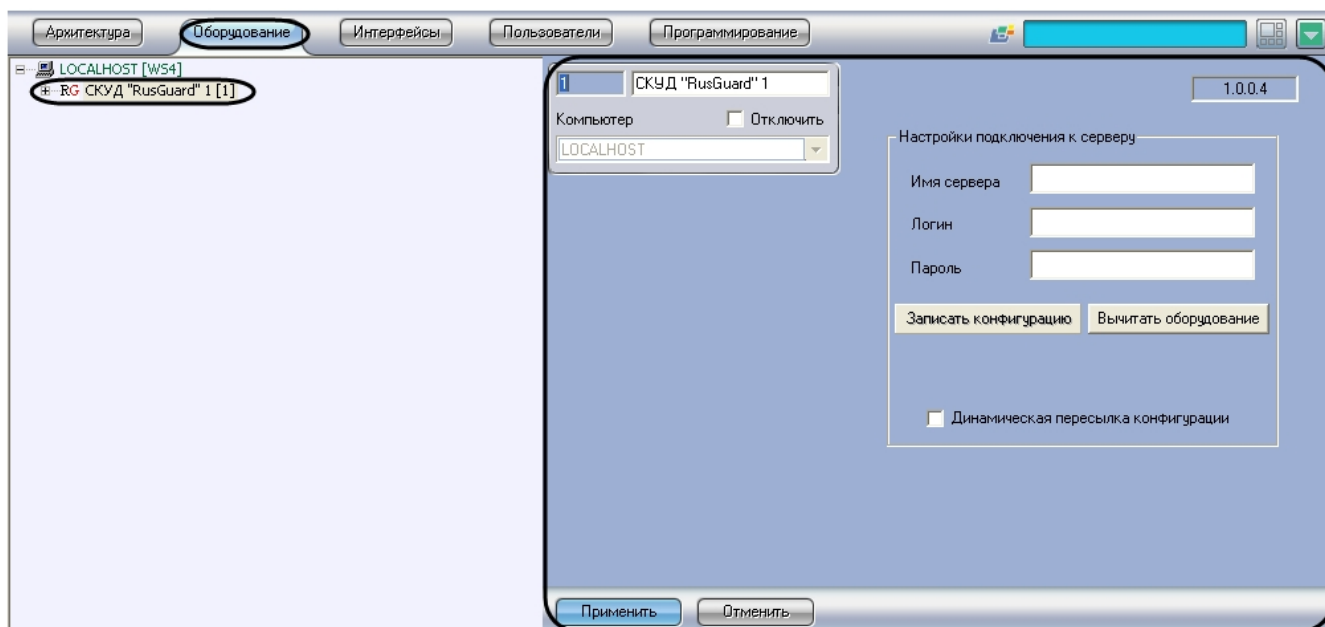 Архитектура Оборудование Интерфейсы Пользователи Программирование
LOCALHOST [WS4]
RG СКУД "RusGuard" 1 [1]
1 СКУД "RusGuard" 1
Компьютер Отключить
LOCALHOST
1.0.0.4
Настройки подключения к серверу
Имя сервера
Логин
Пароль
Записать конфигурацию Вычитать оборудование
Динамическая пересылка конфигурации
Применить Отменить